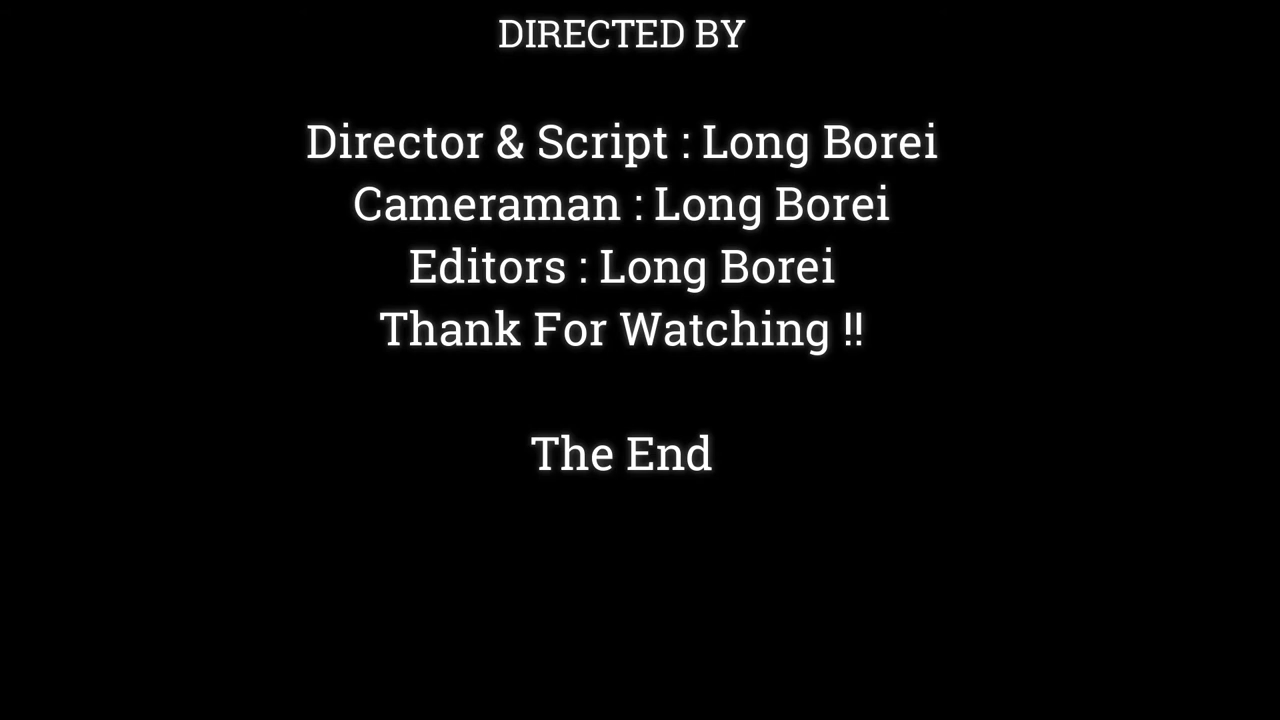 DIRECTED BY
Director & Script : Long Borei
Cameraman : Long Borei
Editors : Long Borei
Thank For Watching !!
The End